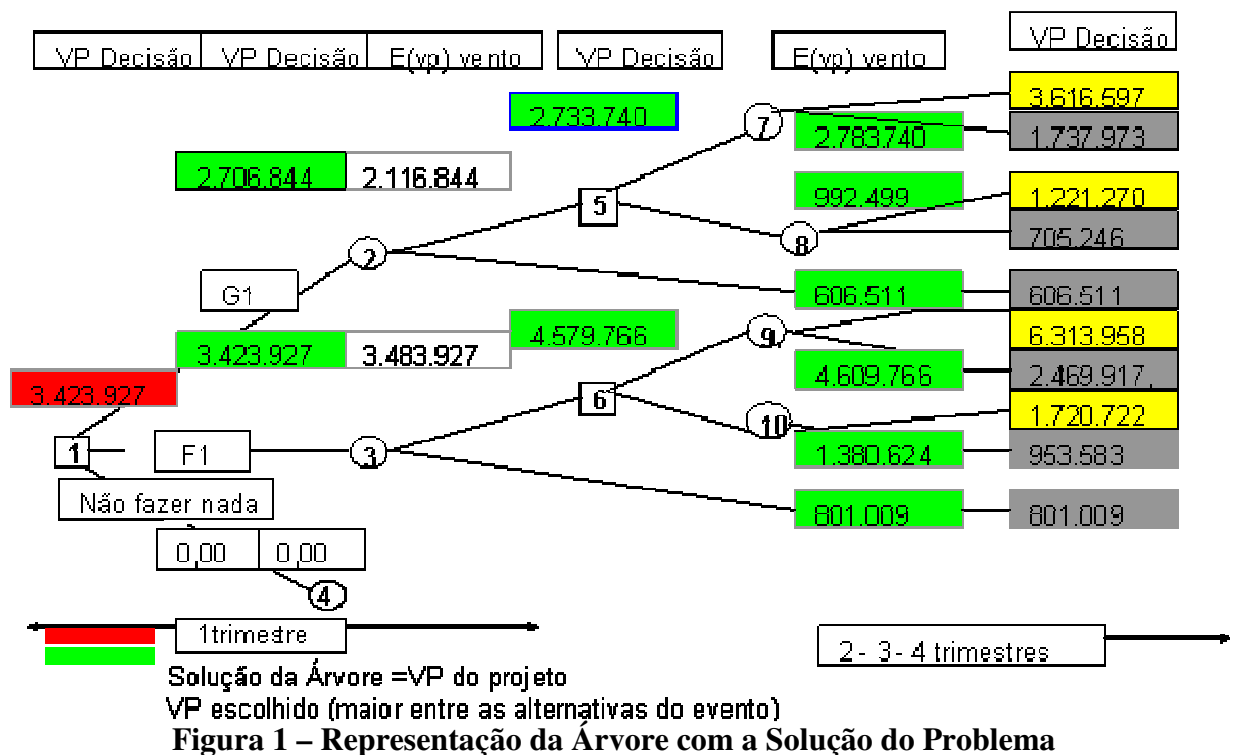 VP Decisão
VP Decisão VP Decisão E(vp) vento VP Decisão E(vp) vento
2.733.740
7
3.616.597
2.783.740 1.737.973
2.706.844 2.116.844
5
992.499 1.221.270
8
705.246
2
G1
606.511 606.511
3.423.927 3.483.927
4.579.766
9.
6.313.958
3.423.927
4.609.766 2.469.917,
6
1.720.722
10
1 F1 3
1.380.624 953.583
Não fazer nada
801.009 801.009
0,00 0,00
4
1trimestre
2- 3- 4 trimestres
Solução da Árvore =VP do projeto
VP escolhido (maior entre as alternativas do evento)
Figura 1 – Representação da Árvore com a Solução do Problema